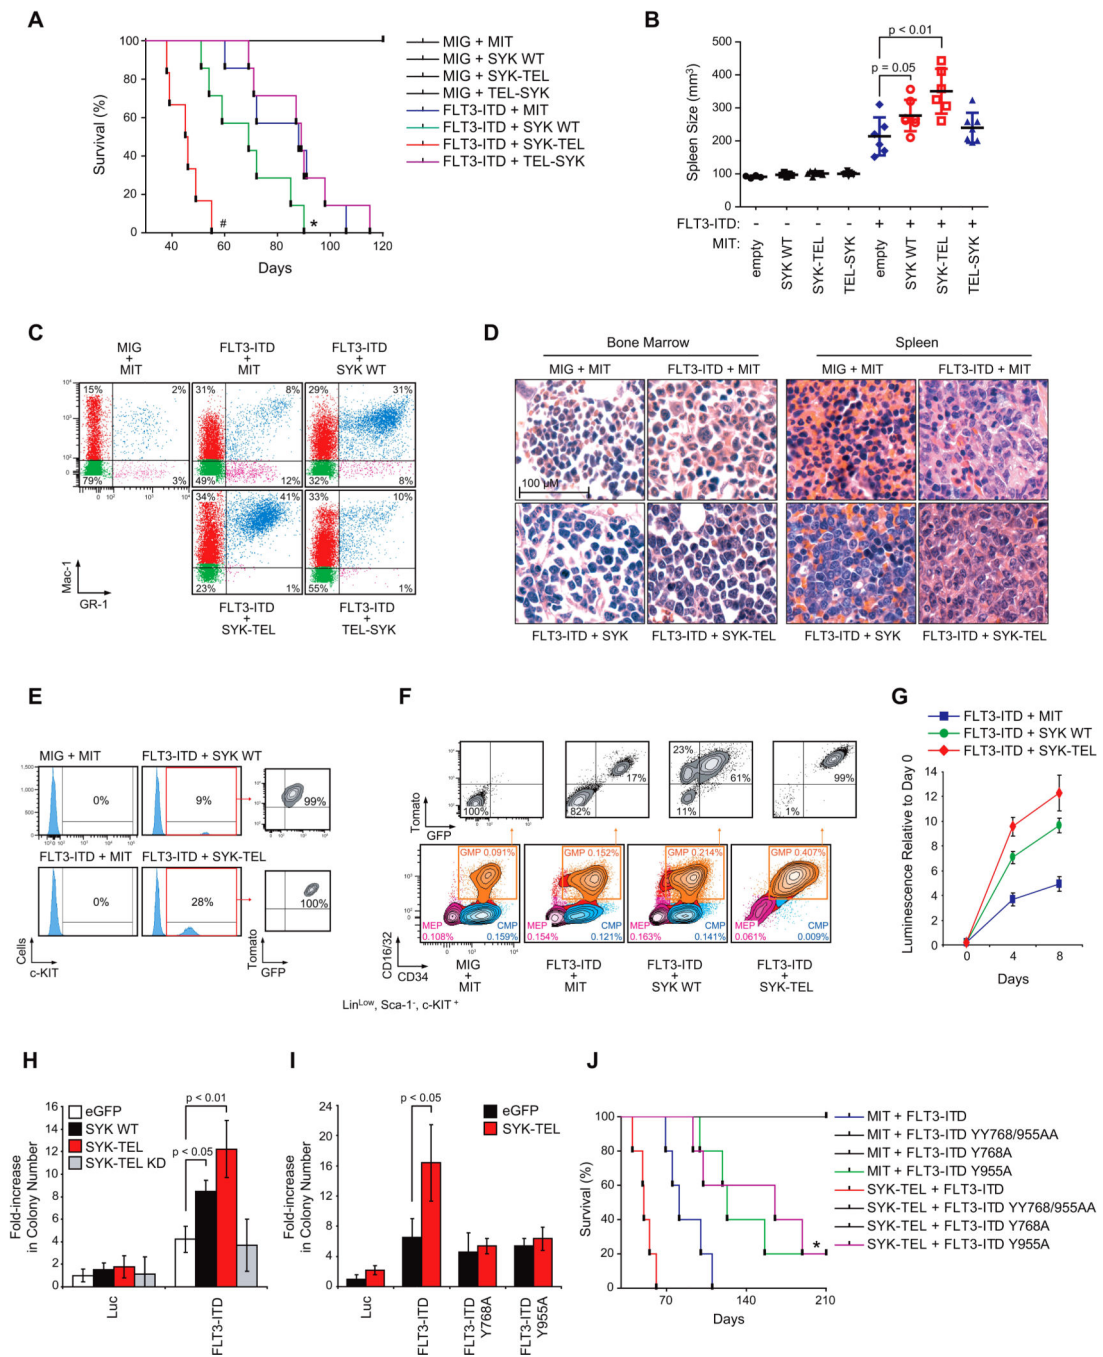 A
Survival (%)
100
80
60
40
20
0
#
*
40
60
80
100
120
Days
MIG + MIT
MIG + SYK WT
MIG + SYK-TEL
MIG + TEL-SYK
FLT3-ITD + MIT
FLT3-ITD + SYK WT
FLT3-ITD + SYK-TEL
FLT3-ITD + TEL-SYK
B
Spleen Size (mm³)
500
400
300
200
100
0
p < 0.01
p = 0.05
FLT3-ITD: - - - - + + + +
MIT: empty SYK WT SYK-TEL TEL-SYK empty SYK WT SYK-TEL TEL-SYK
C
MIG + MIT
FLT3-ITD + MIT
FLT3-ITD + SYK WT
15% 2%
79% 3%
31% 8%
49% 12%
29% 31%
32% 8%
34% 41%
23% 1%
33% 10%
55% 1%
Mac-1
GR-1
FLT3-ITD + SYK-TEL
FLT3-ITD + TEL-SYK
D
Bone Marrow
Spleen
MIG + MIT
FLT3-ITD + MIT
MIG + MIT
FLT3-ITD + MIT
100 µM
FLT3-ITD + SYK
FLT3-ITD + SYK-TEL
FLT3-ITD + SYK
FLT3-ITD + SYK-TEL
E
MIG + MIT
FLT3-ITD + SYK WT
1.500
1.000
500
0
0%
9%
99%
FLT3-ITD + MIT
FLT3-ITD + SYK-TEL
0%
28%
100%
Cells
c-KIT
Tomato
GFP
F
Tomato
GFP
100%
17%
82%
23%
61%
11%
99%
1%
GMP 0.091%
MEP 0.108%
CMP 0.159%
GMP 0.152%
MEP 0.154%
CMP 0.121%
GMP 0.214%
MEP 0.163%
CMP 0.141%
GMP 0.407%
MEP 0.061%
CMP 0.009%
CD16/32
CD34
MIG + MIT
FLT3-ITD + MIT
FLT3-ITD + SYK WT
FLT3-ITD + SYK-TEL
Lin^Low, Sca-1⁻, c-KIT⁺
G
FLT3-ITD + MIT
FLT3-ITD + SYK WT
FLT3-ITD + SYK-TEL
Luminescence Relative to Day 0
14
12
10
8
6
4
2
0
0
4
8
Days
H
Fold-increase in Colony Number
16
14
12
10
8
6
4
2
0
eGFP
SYK WT
SYK-TEL
SYK-TEL KD
p < 0.01
p < 0.05
Luc
FLT3-ITD
I
Fold-increase in Colony Number
24
20
16
12
8
4
0
p < 0.05
eGFP
SYK-TEL
Luc
FLT3-ITD
FLT3-ITD Y768A
FLT3-ITD Y955A
J
Survival (%)
100
80
60
40
20
0
*
70
140
210
Days
MIT + FLT3-ITD
MIT + FLT3-ITD YY768/955AA
MIT + FLT3-ITD Y768A
MIT + FLT3-ITD Y955A
SYK-TEL + FLT3-ITD
SYK-TEL + FLT3-ITD YY768/955AA
SYK-TEL + FLT3-ITD Y768A
SYK-TEL + FLT3-ITD Y955A